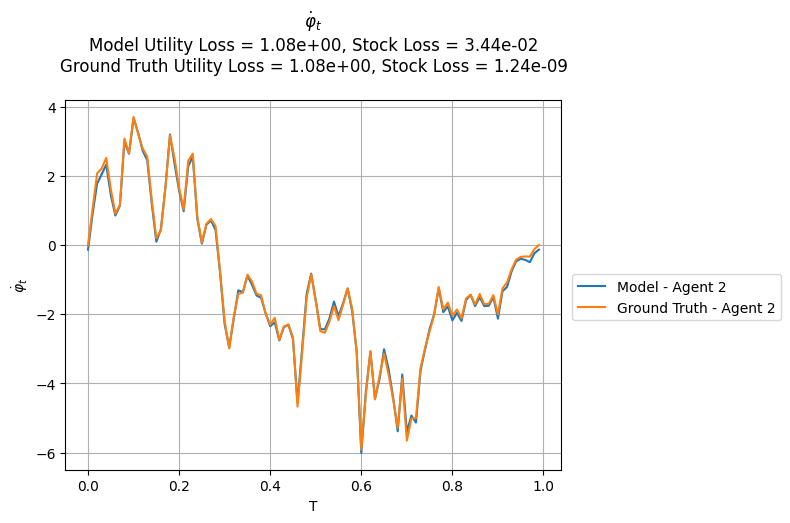 φ̇ₜ
Model Utility Loss = 1.08e+00, Stock Loss = 3.44e-02
Ground Truth Utility Loss = 1.08e+00, Stock Loss = 1.24e-09
4
2
0
−2
−4
−6
φ̇ₜ
0.0
0.2
0.4
0.6
0.8
1.0
T
Model - Agent 2
Ground Truth - Agent 2